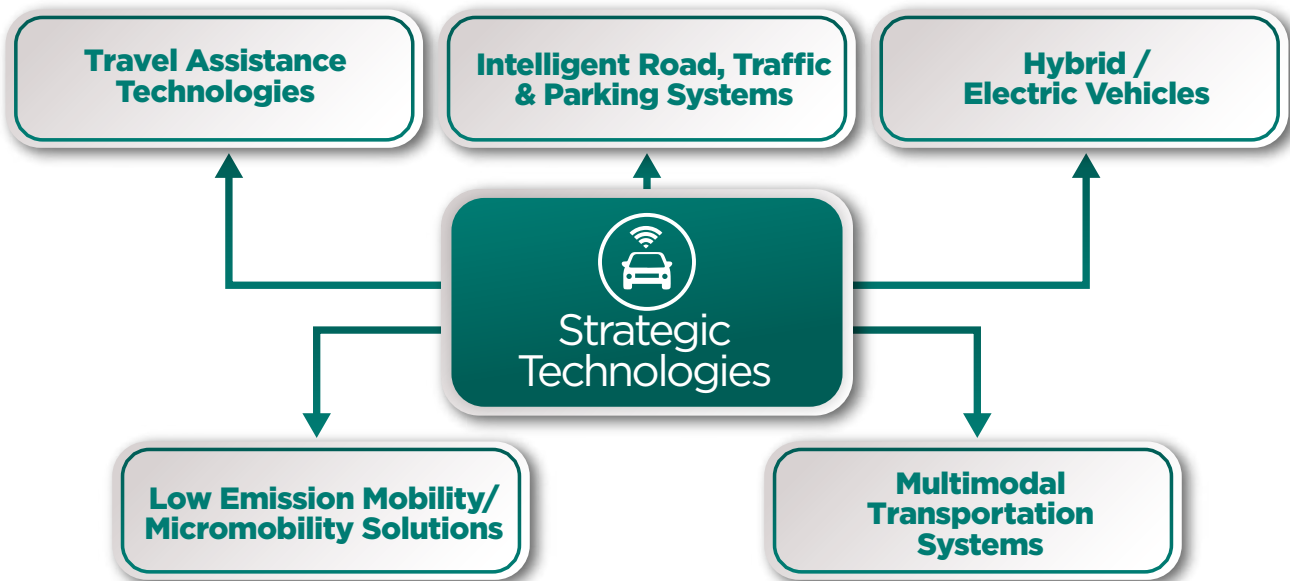 Travel Assistance
Technologies
Intelligent Road, Traffic
& Parking Systems
Hybrid /
Electric Vehicles
Strategic
Technologies
Low Emission Mobility/
Micromobility Solutions
Multimodal
Transportation
Systems